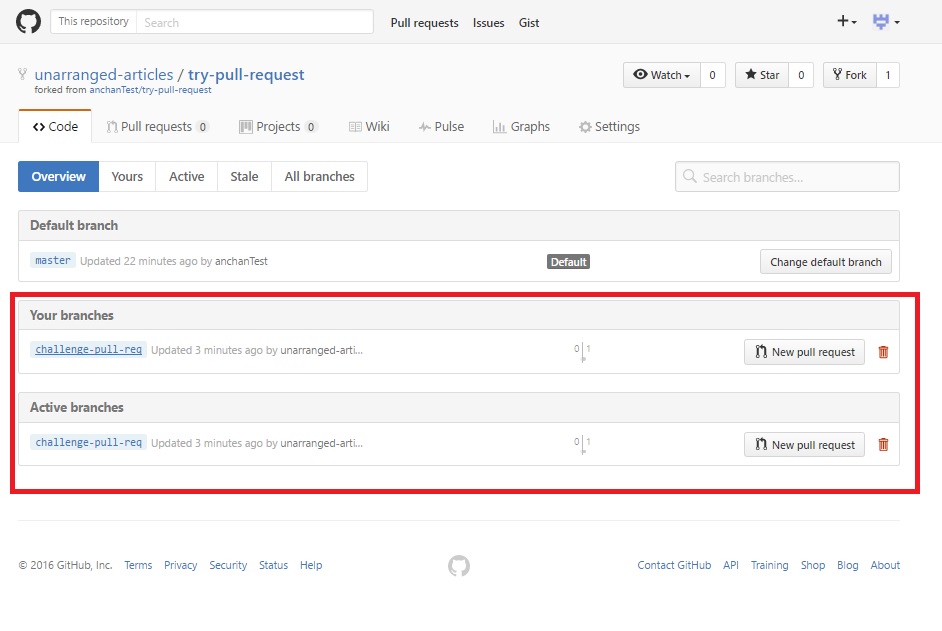 This repository Search Pull requests Issues Gist
unarranged-articles / try-pull-request
forked from anchanTest/try-pull-request
Watch 0 Star 0 Fork 1
Code Pull requests 0 Projects 0 Wiki Pulse Graphs Settings
Overview Yours Active Stale All branches Search branches...
Default branch
master Updated 22 minutes ago by anchanTest Default Change default branch
Your branches
challenge-pull-req Updated 3 minutes ago by unarranged-arti... 0 1 New pull request
Active branches
challenge-pull-req Updated 3 minutes ago by unarranged-arti... 0 1 New pull request
© 2016 GitHub, Inc. Terms Privacy Security Status Help Contact GitHub API Training Shop Blog About